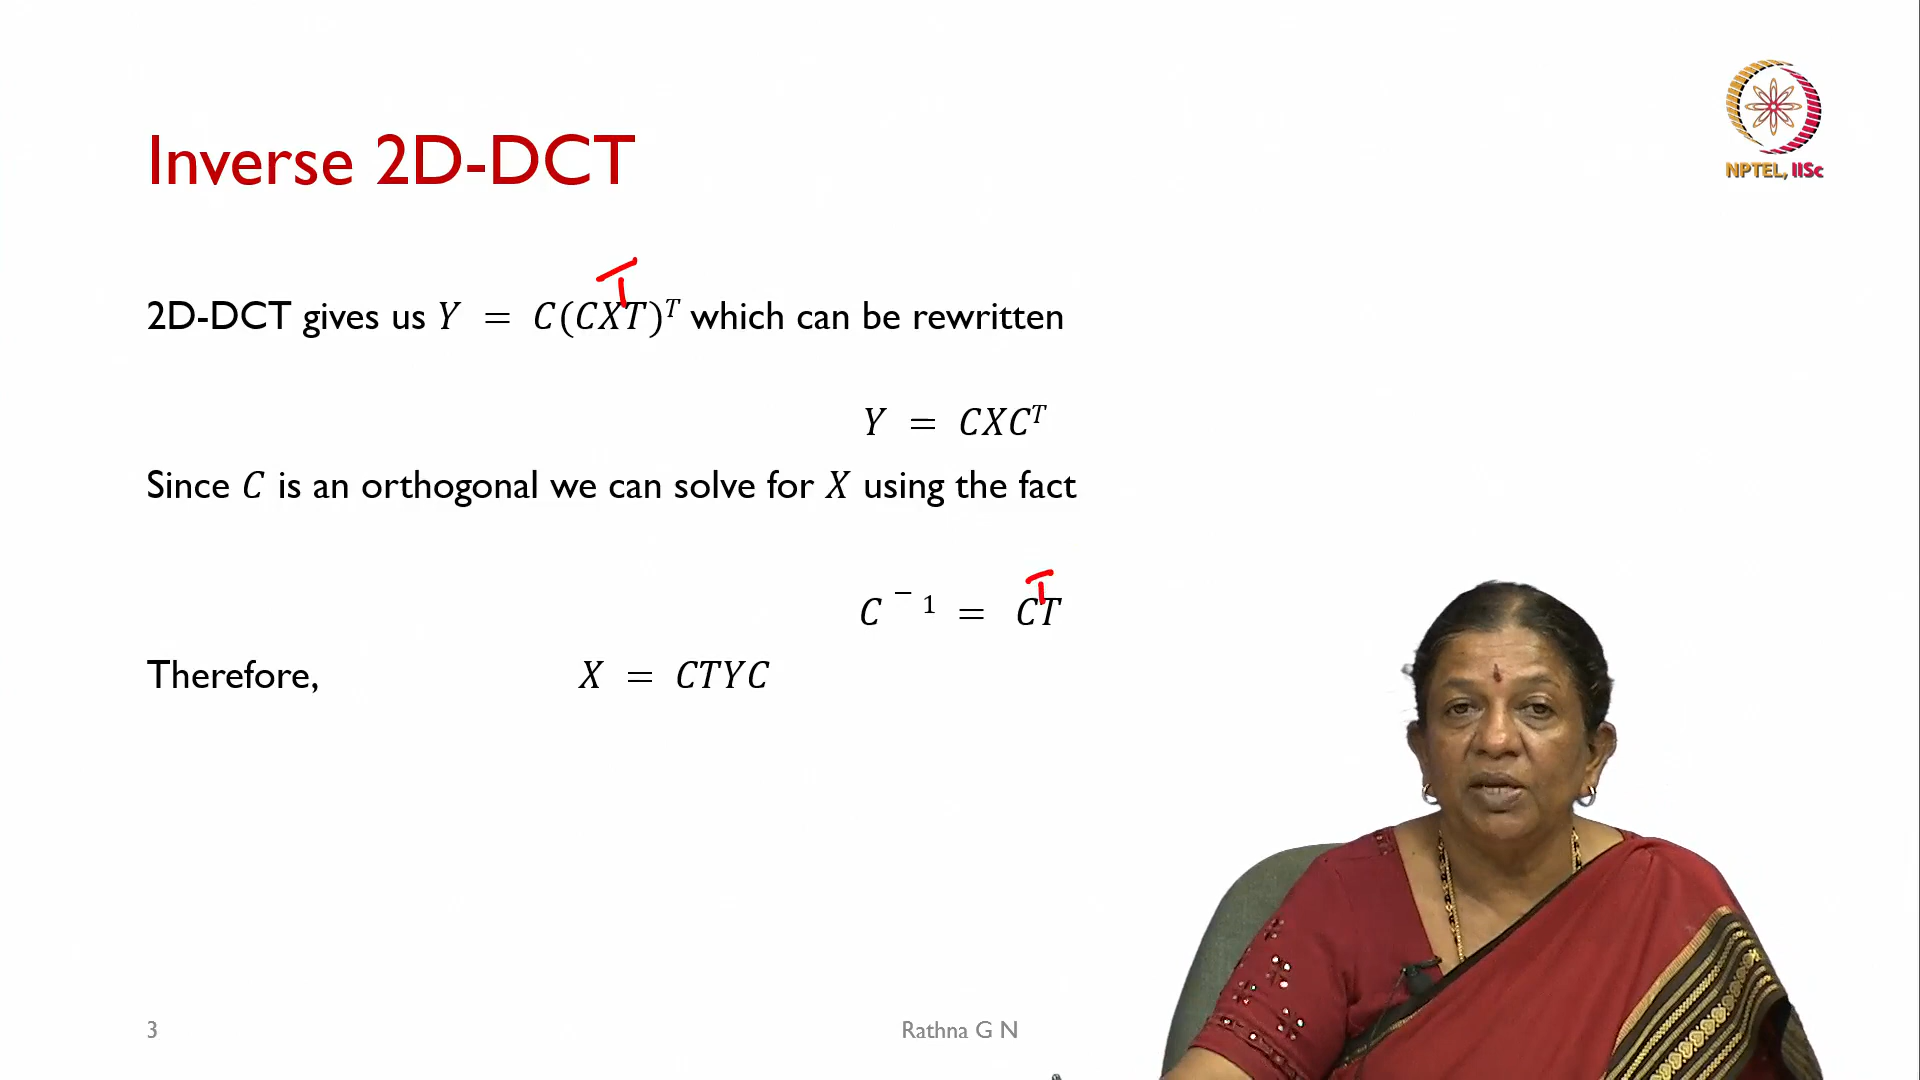 NPTEL, IISc
Inverse 2D-DCT
T
2D-DCT gives us Y = C(CXT)ᵀ which can be rewritten
Y = CXCᵀ
Since C is an orthogonal we can solve for X using the fact
T
C ⁻ ¹ = CT
Therefore, X = CTYC
3 Rathna G N